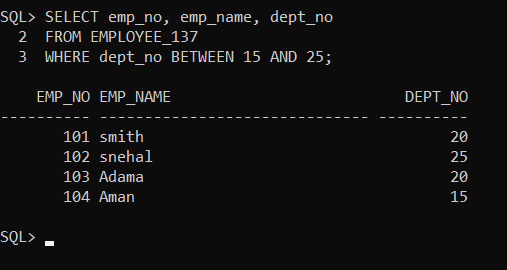 SQL> SELECT emp_no, emp_name, dept_no
  2  FROM EMPLOYEE_137
  3  WHERE dept_no BETWEEN 15 AND 25;
    EMP_NO EMP_NAME                          DEPT_NO
---------- ------------------------------ ----------
       101 smith                                  20
       102 snehal                                 25
       103 Adama                                  20
       104 Aman                                   15
SQL>